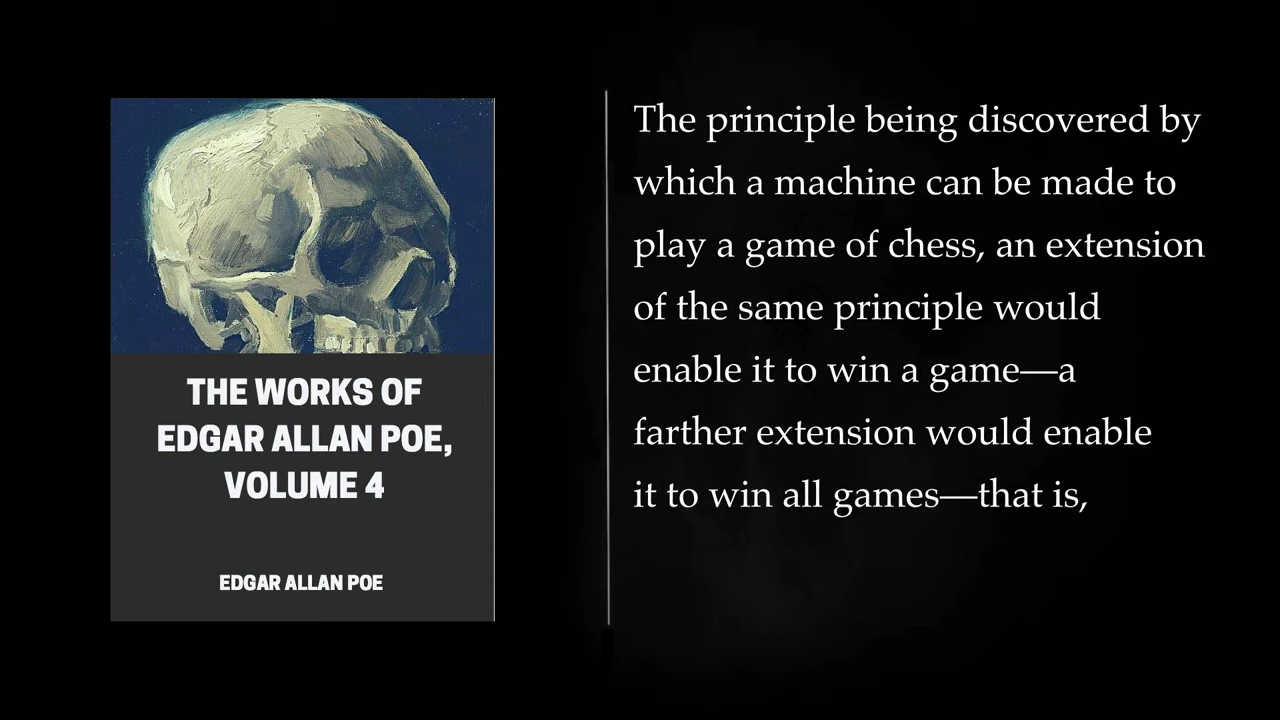 THE WORKS OF
EDGAR ALLAN POE,
VOLUME 4
EDGAR ALLAN POE
The principle being discovered by
which a machine can be made to
play a game of chess, an extension
of the same principle would
enable it to win a game—a
farther extension would enable
it to win all games—that is,